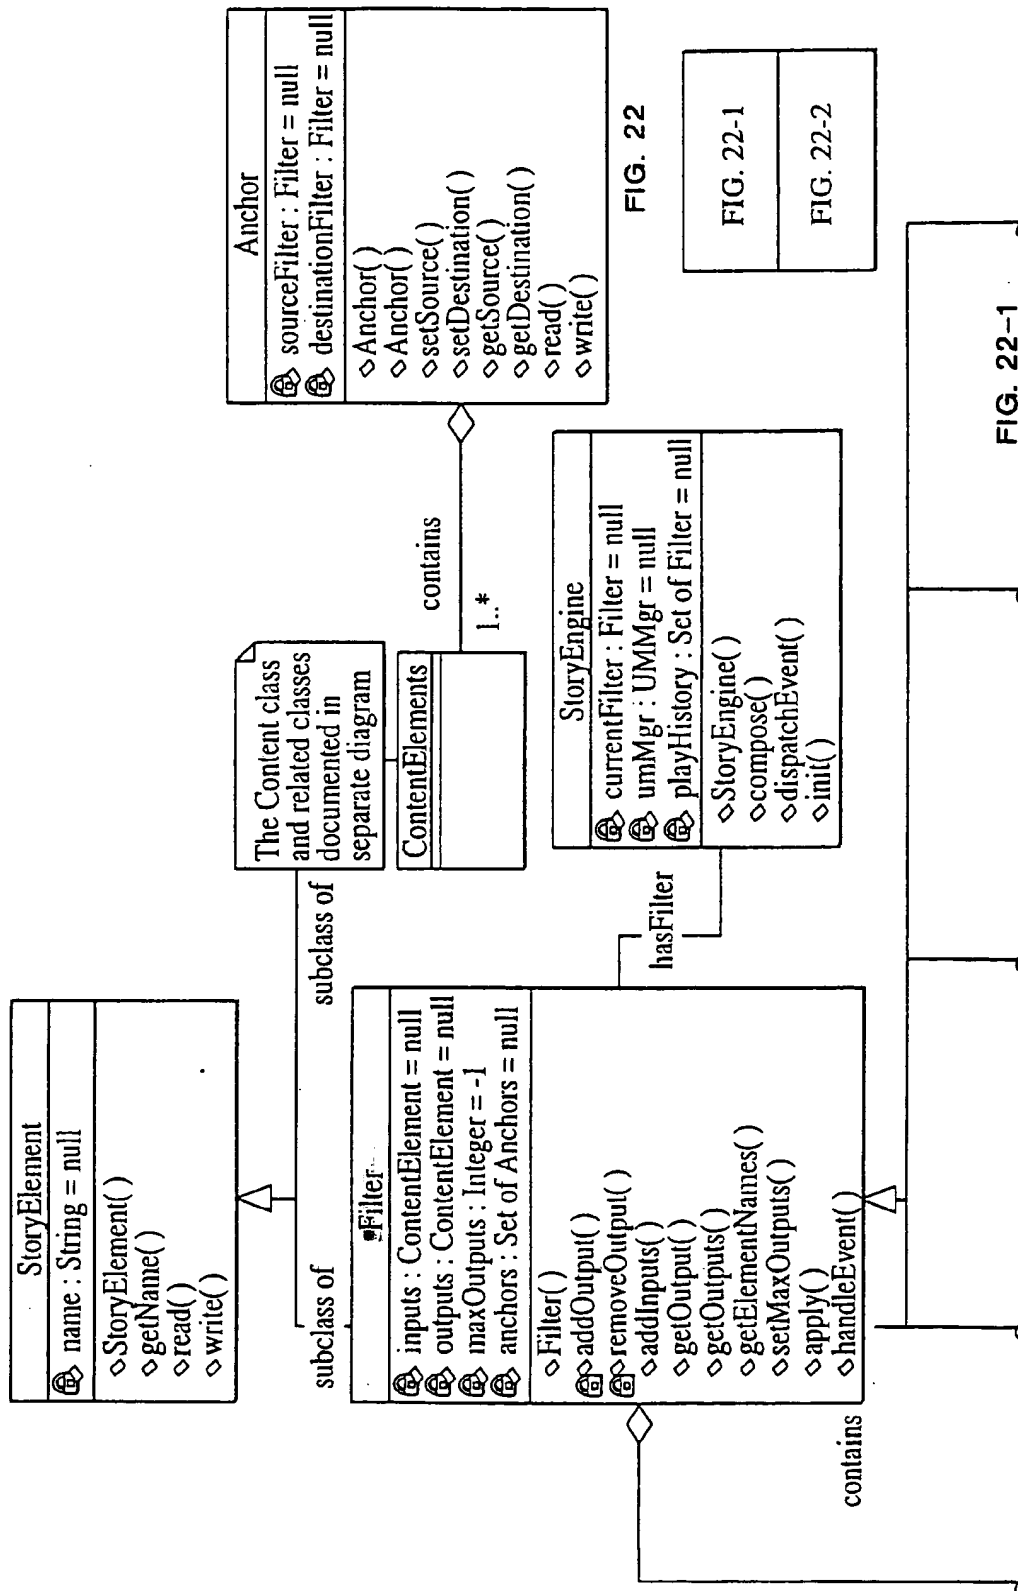 StoryElement
name : String = null
StoryElement()
getName()
read()
write()
subclass of
subclass of
The Content class
and related classes
documented in
separate diagram
ContentElements
contains
1..*
Anchor
sourceFilter : Filter = null
destinationFilter : Filter = null
Anchor()
Anchor()
setSource()
setDestination()
getSource()
getDestination()
read()
write()
Filter
inputs : ContentElement = null
outputs : ContentElement = null
maxOutputs : Integer = -1
anchors : Set of Anchors = null
Filter()
addOutput()
removeOutput()
addInputs()
getOutput()
getOutputs()
getElementNames()
setMaxOutputs()
apply()
handleEvent()
contains
hasFilter
StoryEngine
currentFilter : Filter = null
umMgr : UMMgr = null
playHistory : Set of Filter = null
StoryEngine()
compose()
dispatchEvent()
init()
FIG. 22
FIG. 22-1
FIG. 22-2
FIG. 22-1